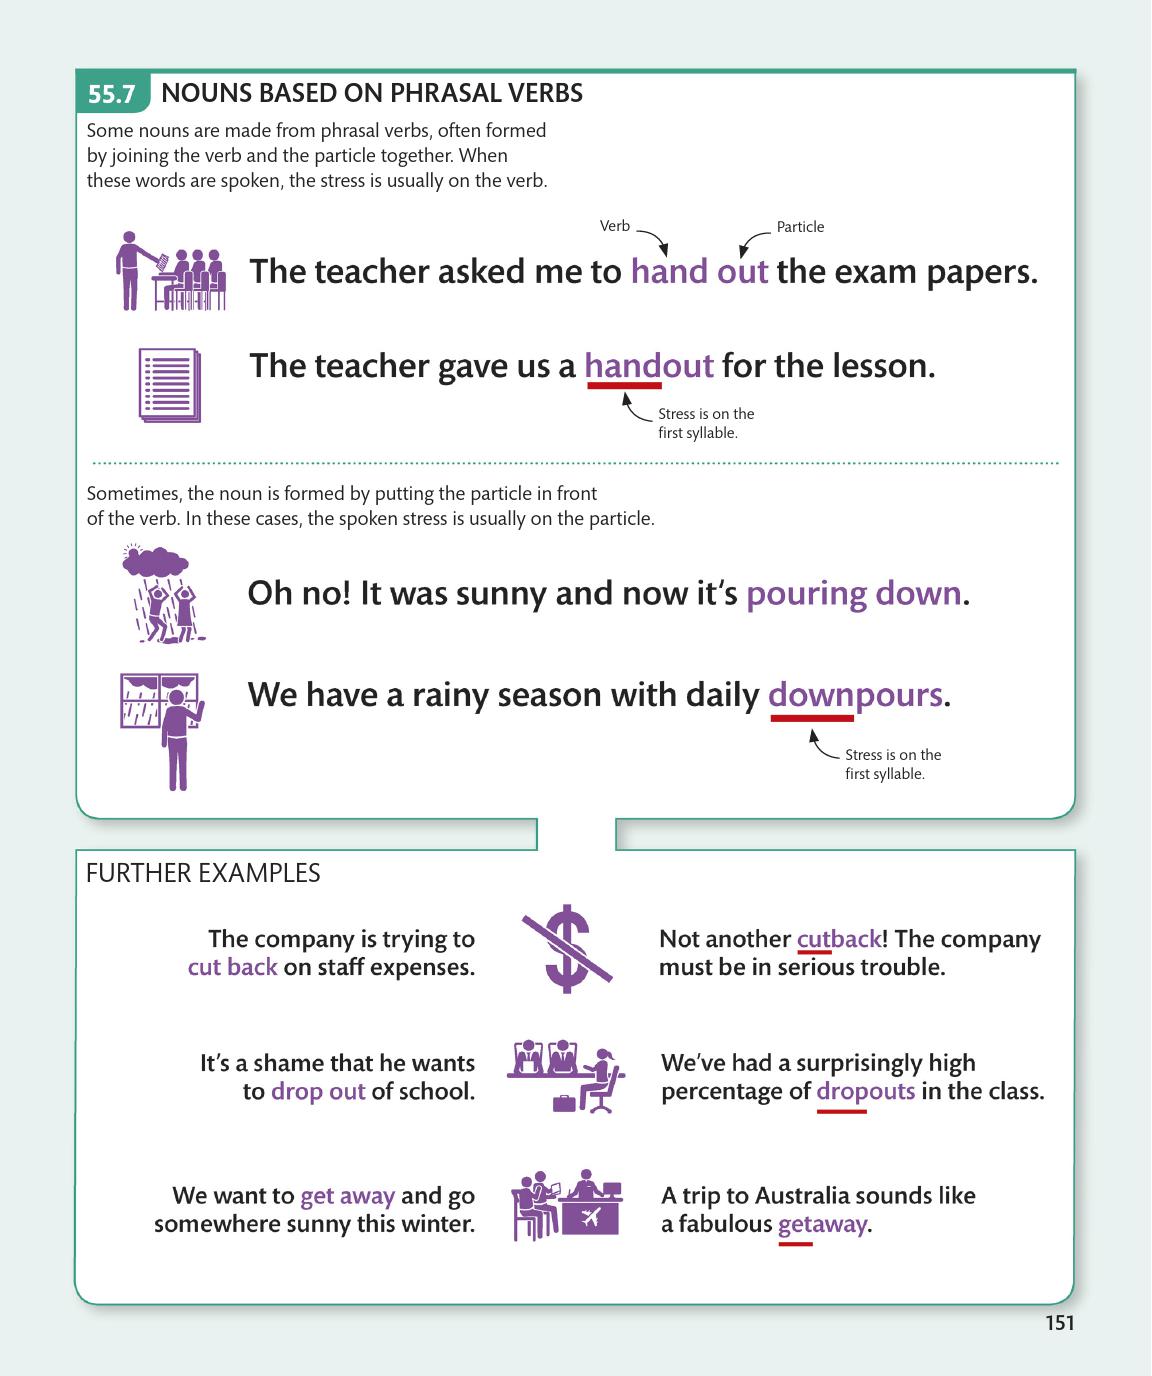 55.7 NOUNS BASED ON PHRASAL VERBS
Some nouns are made from phrasal verbs, often formed
by joining the verb and the particle together. When
these words are spoken, the stress is usually on the verb.
Verb
Particle
The teacher asked me to hand out the exam papers.
The teacher gave us a handout for the lesson.
Stress is on the
first syllable.
Sometimes, the noun is formed by putting the particle in front
of the verb. In these cases, the spoken stress is usually on the particle.
Oh no! It was sunny and now it's pouring down.
We have a rainy season with daily downpours.
Stress is on the
first syllable.
FURTHER EXAMPLES
The company is trying to
cut back on staff expenses.
Not another cutback! The company
must be in serious trouble.
It's a shame that he wants
to drop out of school.
We've had a surprisingly high
percentage of dropouts in the class.
We want to get away and go
somewhere sunny this winter.
A trip to Australia sounds like
a fabulous getaway.
151